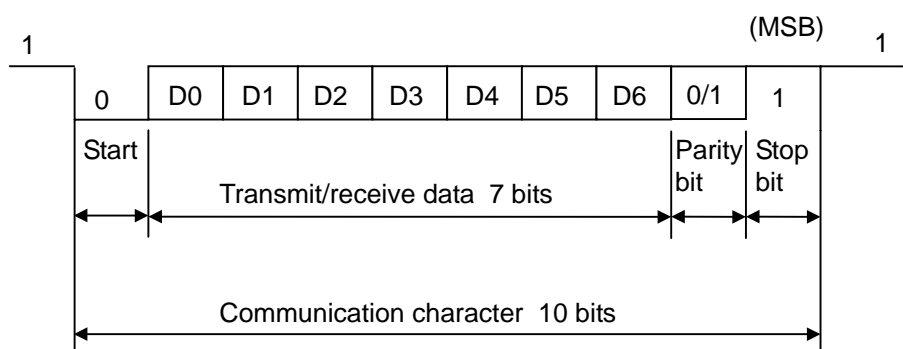 (MSB)
1 1
0 D0 D1 D2 D3 D4 D5 D6 0/1 1
Start Parity bit Stop bit
Transmit/receive data 7 bits
Communication character 10 bits